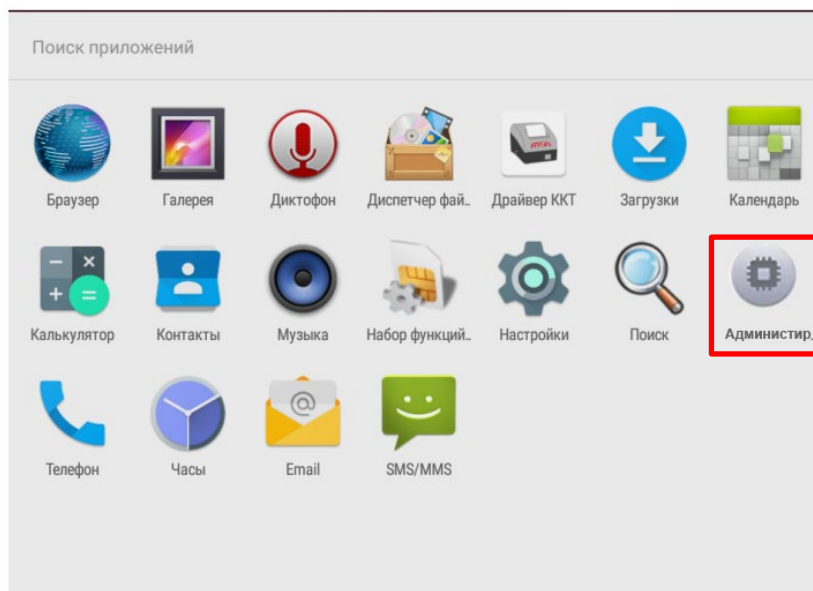 Поиск приложений
Браузер Галерея Диктофон Диспетчер фай.. Драйвер ККТ Загрузки Календарь
Калькулятор Контакты Музыка Набор функций.. Настройки Поиск Администир..
Телефон Часы Email SMS/MMS